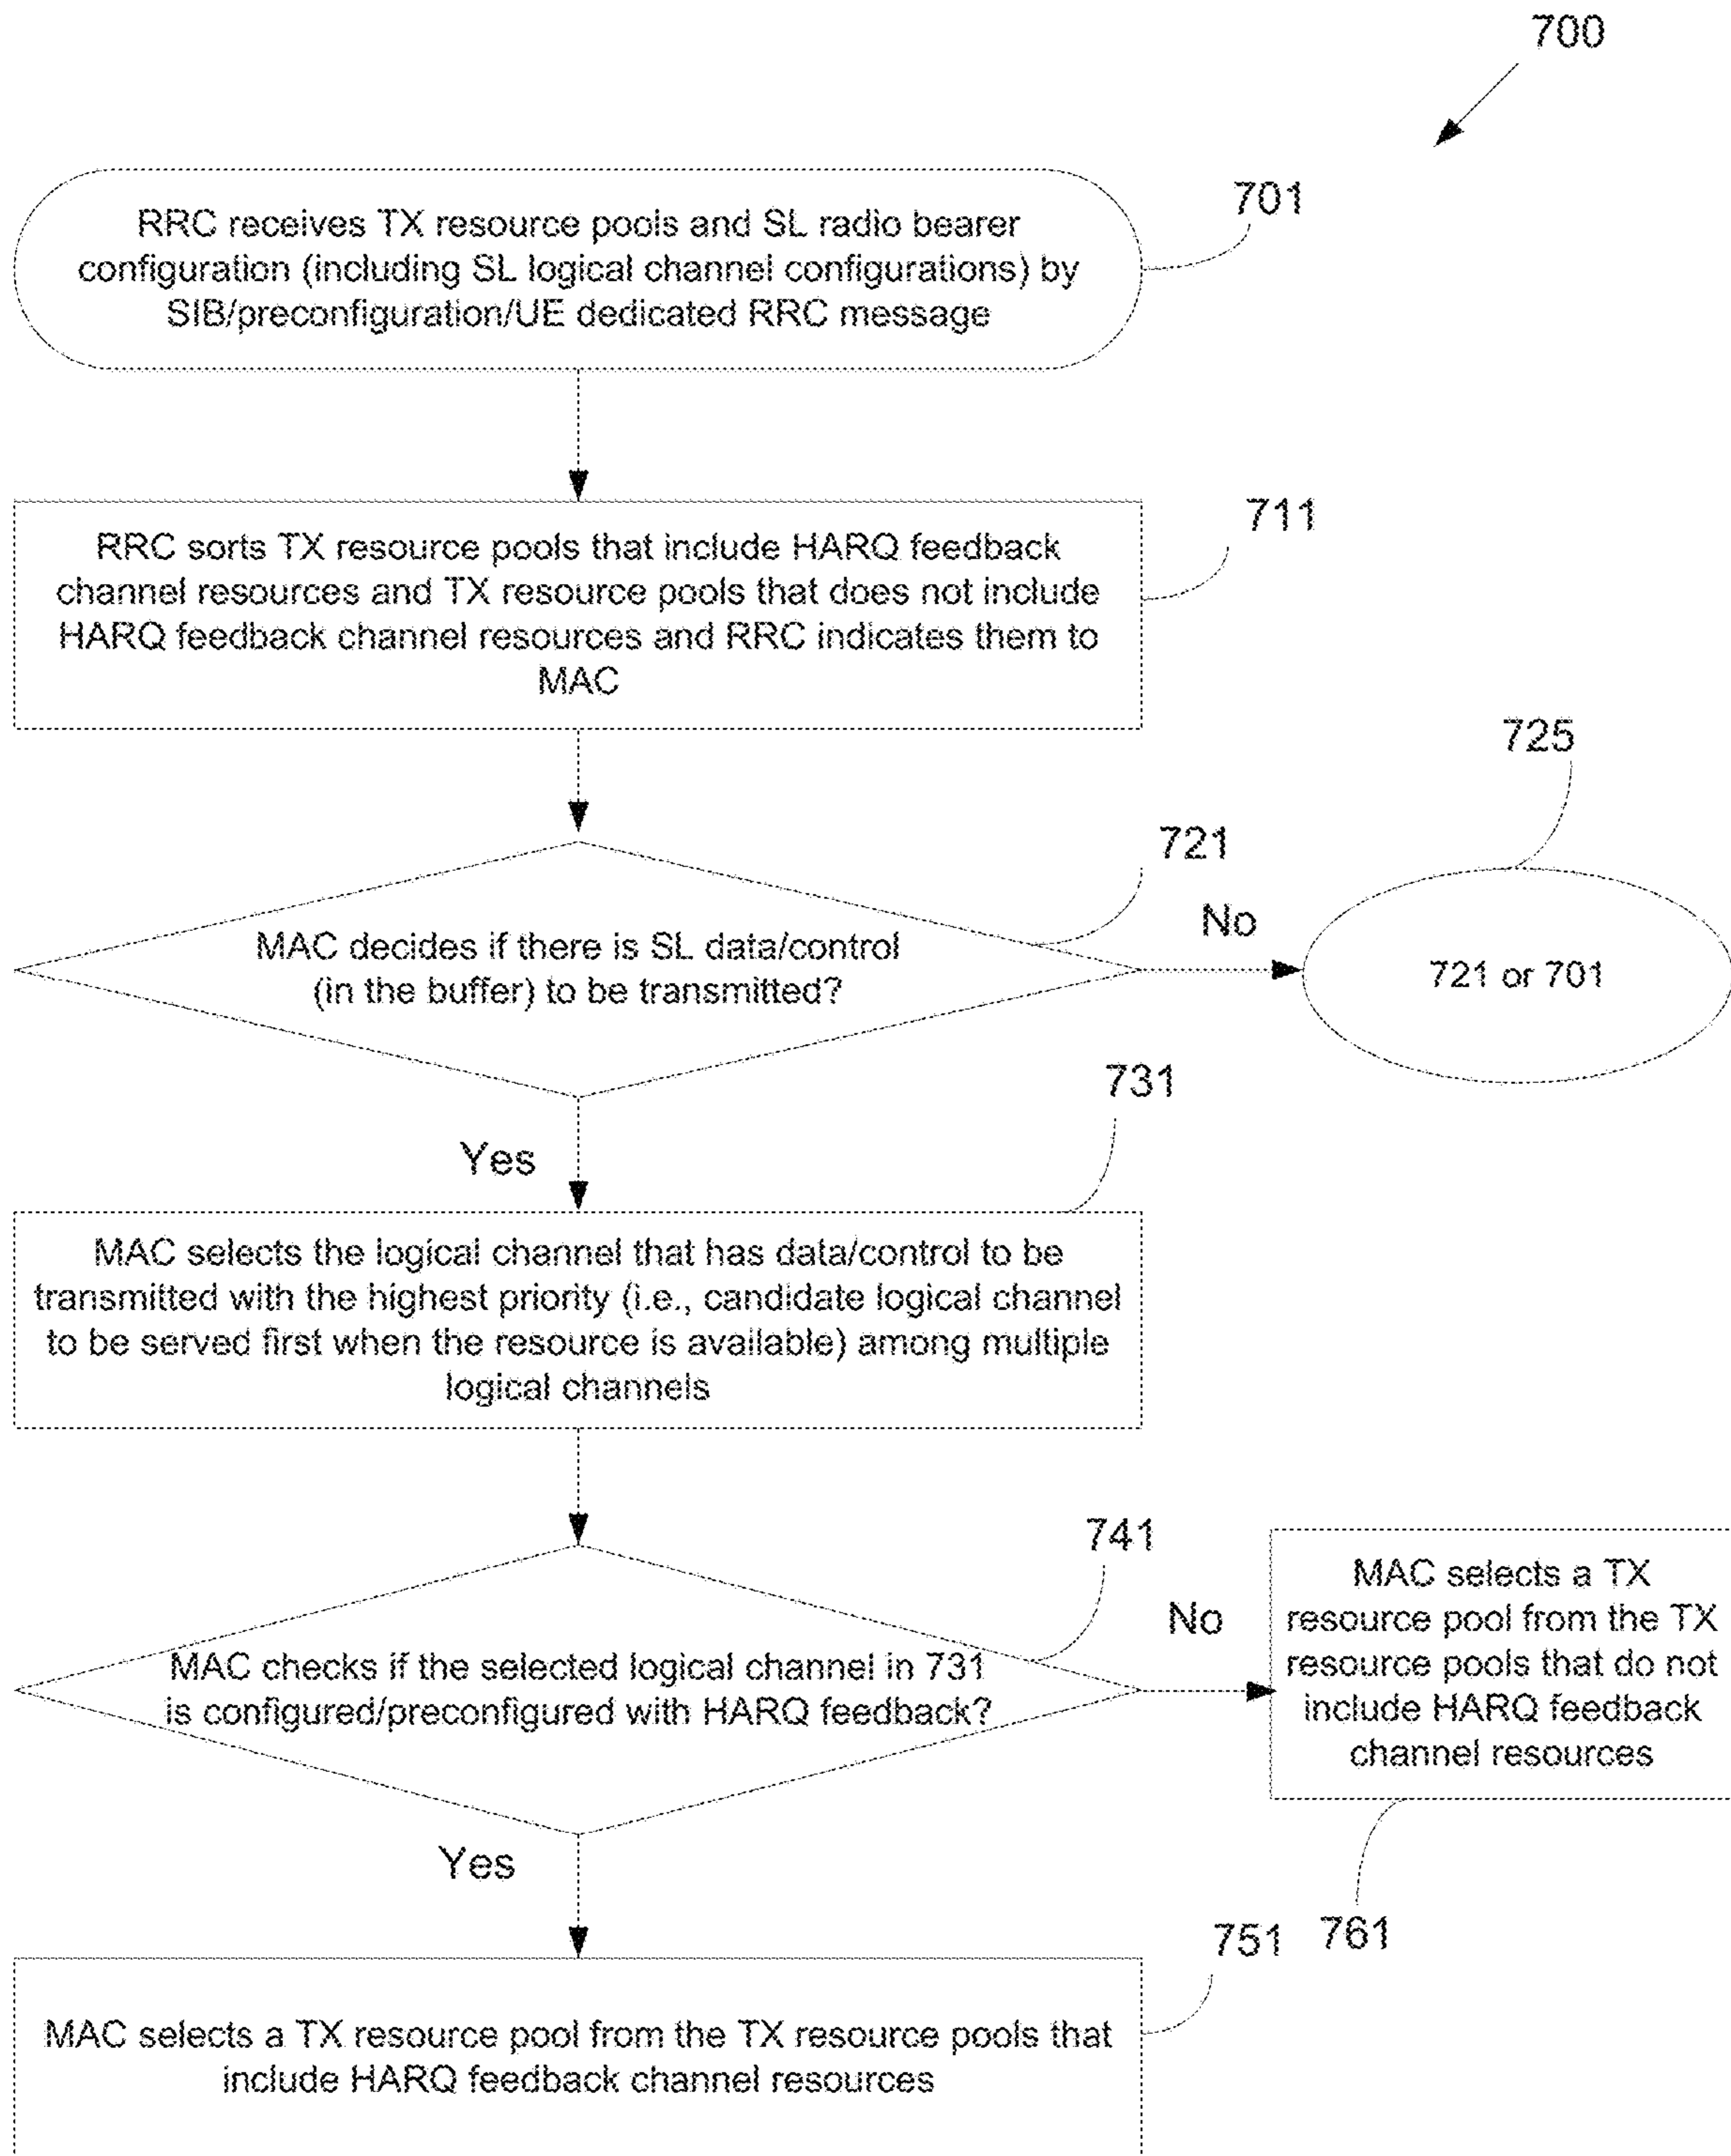 700
701
RRC receives TX resource pools and SL radio bearer
configuration (including SL logical channel configurations) by
SIB/preconfiguration/UE dedicated RRC message
711
RRC sorts TX resource pools that include HARQ feedback
channel resources and TX resource pools that does not include
HARQ feedback channel resources and RRC indicates them to
MAC
725
721
MAC decides if there is SL data/control
(in the buffer) to be transmitted?
No
721 or 701
731
Yes
MAC selects the logical channel that has data/control to be
transmitted with the highest priority (i.e., candidate logical channel
to be served first when the resource is available) among multiple
logical channels
741
MAC checks if the selected logical channel in 731
is configured/preconfigured with HARQ feedback?
No
MAC selects a TX
resource pool from the TX
resource pools that do not
include HARQ feedback
channel resources
Yes
751
761
MAC selects a TX resource pool from the TX resource pools that
include HARQ feedback channel resources